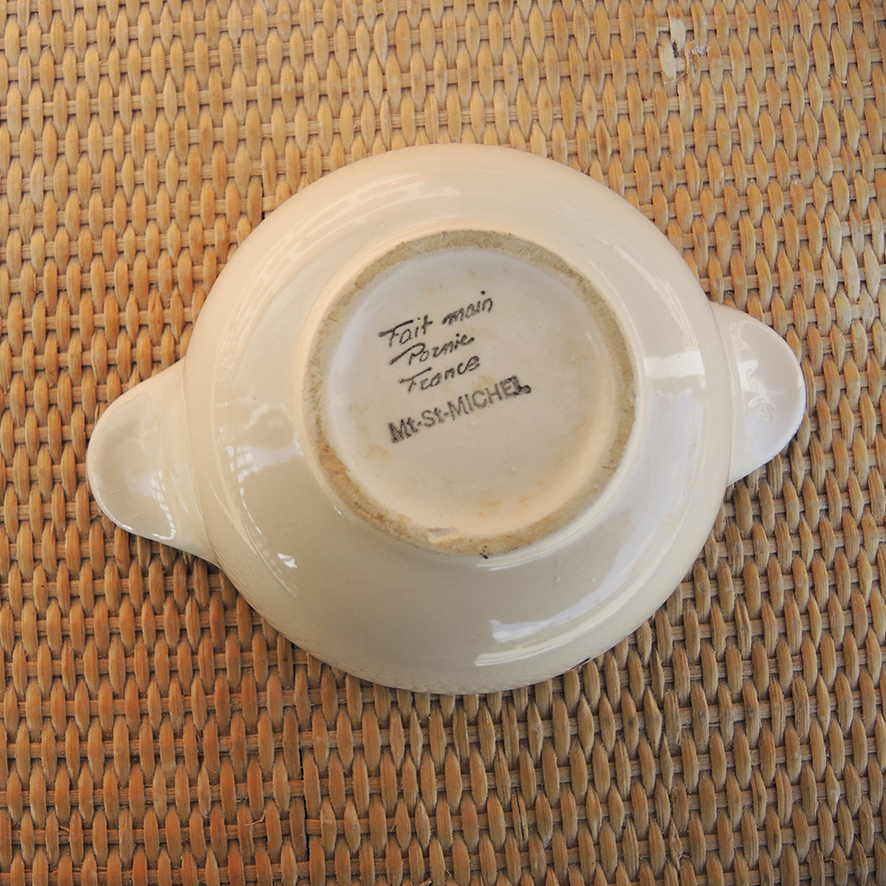 Fait main
Pornic
France
Mt-St-MICHEL